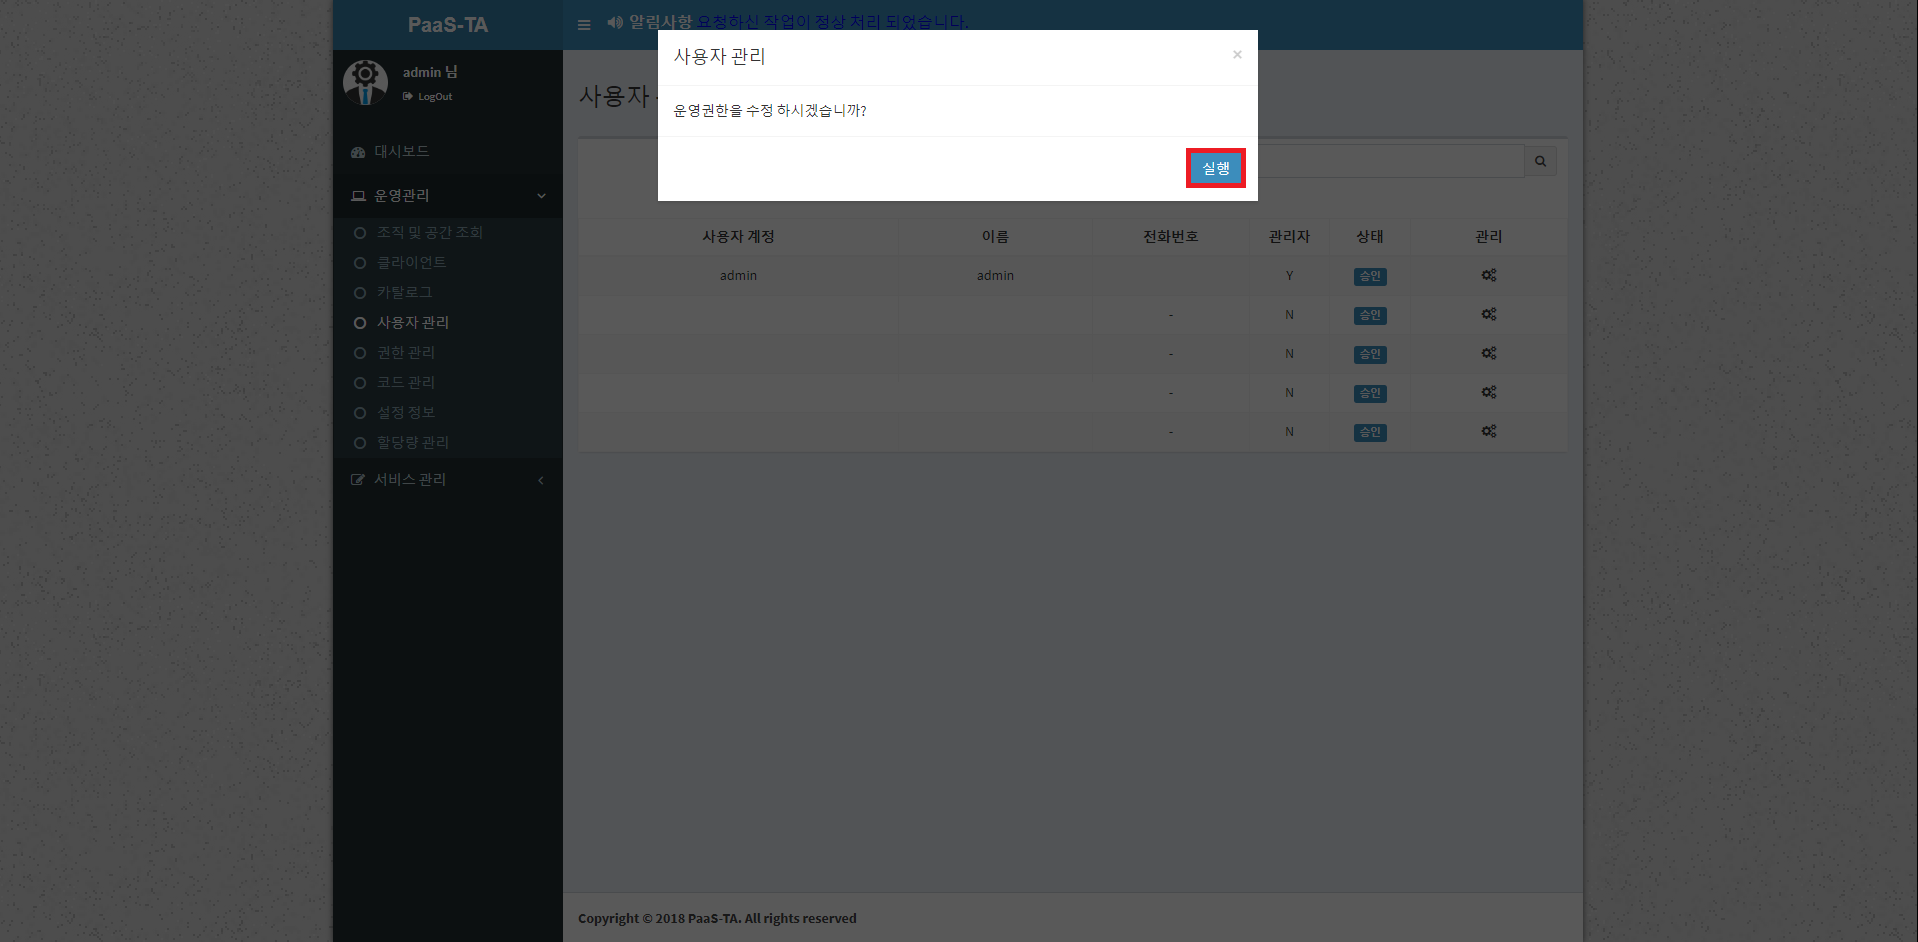 PaaS-TA
알림사항 요청하신 작업이 정상 처리 되었습니다.
admin 님
LogOut
대시보드
운영관리
조직 및 공간 조회
클라이언트
카탈로그
사용자 관리
권한 관리
코드 관리
설정 정보
할당량 관리
서비스 관리
사용자
사용자 관리 ×
운영권한을 수정 하시겠습니까?
실행
사용자 계정 이름 전화번호 관리자 상태 관리
admin admin Y 승인
- N 승인
- N 승인
- N 승인
- N 승인
Copyright © 2018 PaaS-TA. All rights reserved